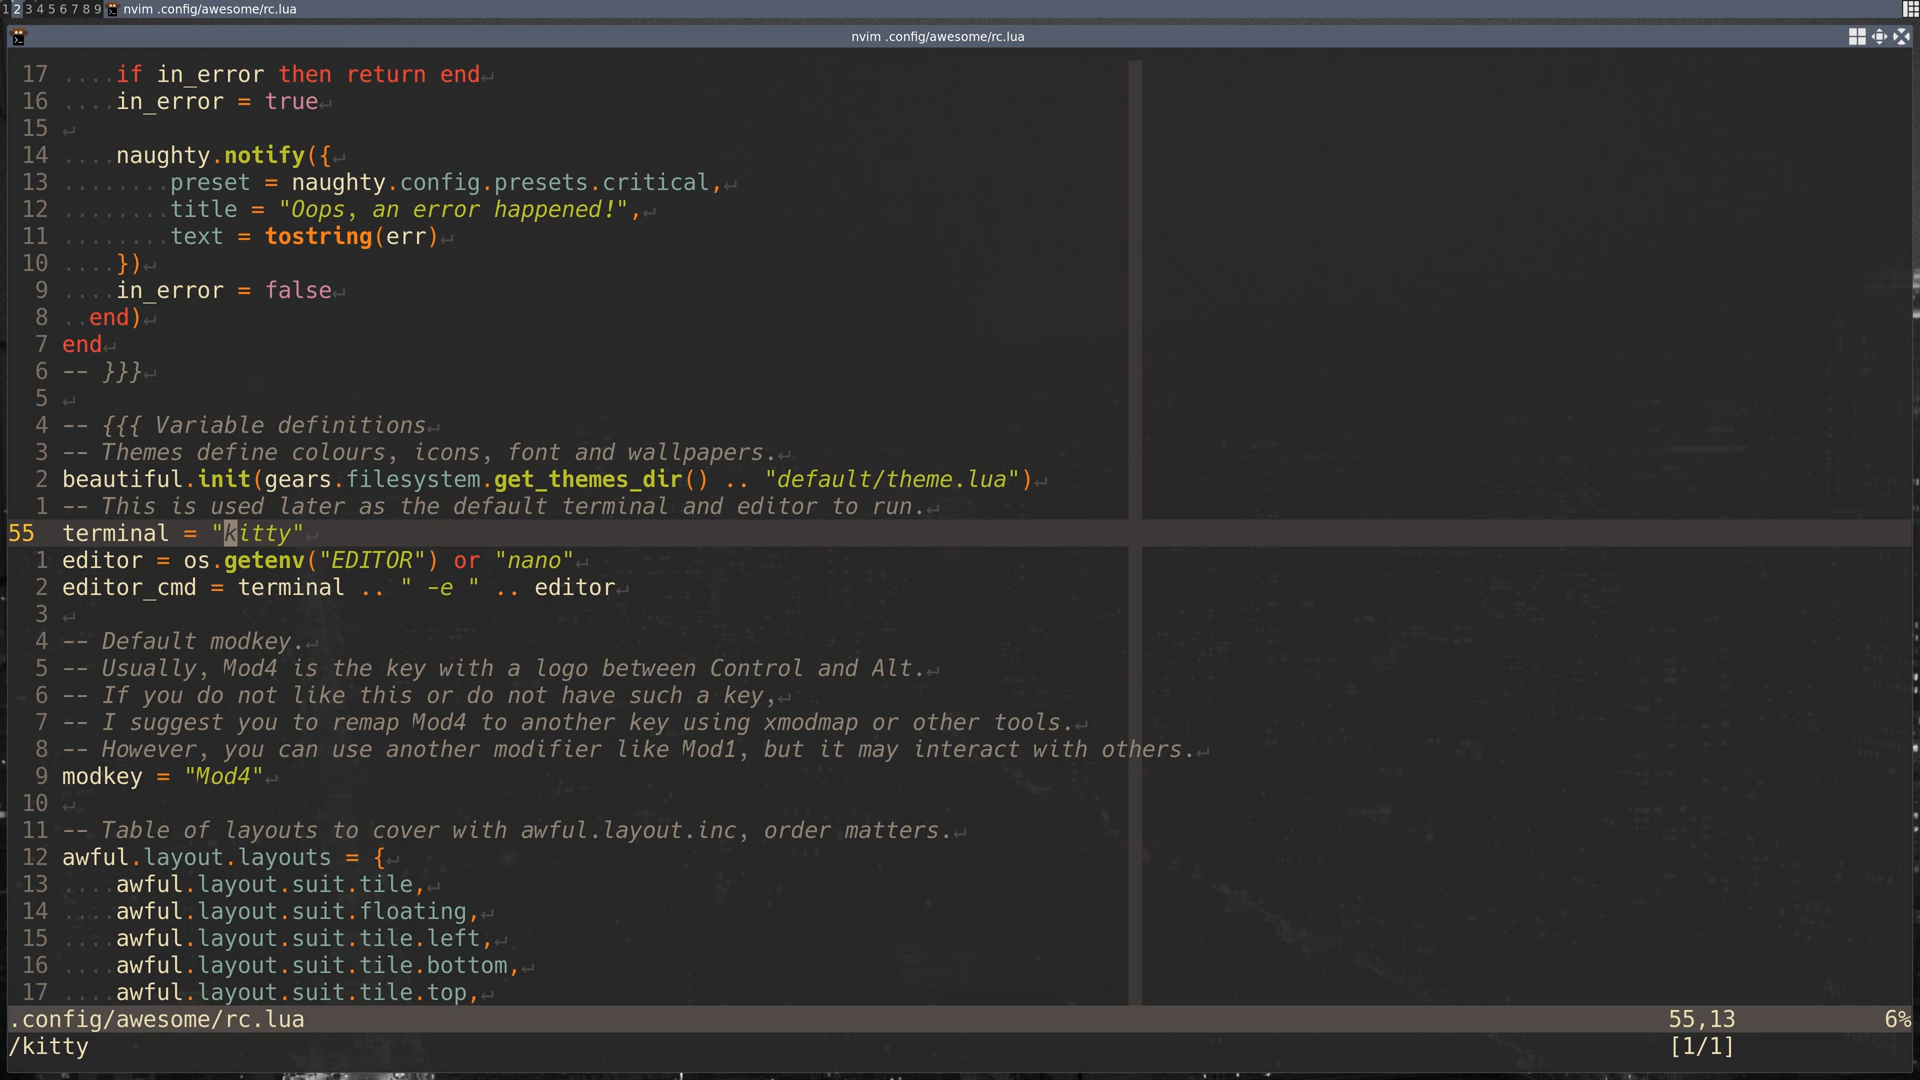 1 2 3 4 5 6 7 8 9 nvim .config/awesome/rc.lua
nvim .config/awesome/rc.lua
17 ....if in_error then return end↵
16 ....in_error = true↵
15 ↵
14 ....naughty.notify({↵
13 ........preset = naughty.config.presets.critical,↵
12 ........title = "Oops, an error happened!",↵
11 ........text = tostring(err)↵
10 ....})↵
9 ....in_error = false↵
8 ..end)↵
7 end↵
6 -- }}}↵
5 ↵
4 -- {{{ Variable definitions↵
3 -- Themes define colours, icons, font and wallpapers.↵
2 beautiful.init(gears.filesystem.get_themes_dir() .. "default/theme.lua")↵
1 -- This is used later as the default terminal and editor to run.↵
55 terminal = "kitty"↵
1 editor = os.getenv("EDITOR") or "nano"↵
2 editor_cmd = terminal .. " -e " .. editor↵
3 ↵
4 -- Default modkey.↵
5 -- Usually, Mod4 is the key with a logo between Control and Alt.↵
6 -- If you do not like this or do not have such a key,↵
7 -- I suggest you to remap Mod4 to another key using xmodmap or other tools.↵
8 -- However, you can use another modifier like Mod1, but it may interact with others.↵
9 modkey = "Mod4"↵
10 ↵
11 -- Table of layouts to cover with awful.layout.inc, order matters.↵
12 awful.layout.layouts = {↵
13 ....awful.layout.suit.tile,↵
14 ....awful.layout.suit.floating,↵
15 ....awful.layout.suit.tile.left,↵
16 ....awful.layout.suit.tile.bottom,↵
17 ....awful.layout.suit.tile.top,↵
.config/awesome/rc.lua 55,13 6%
/kitty [1/1]